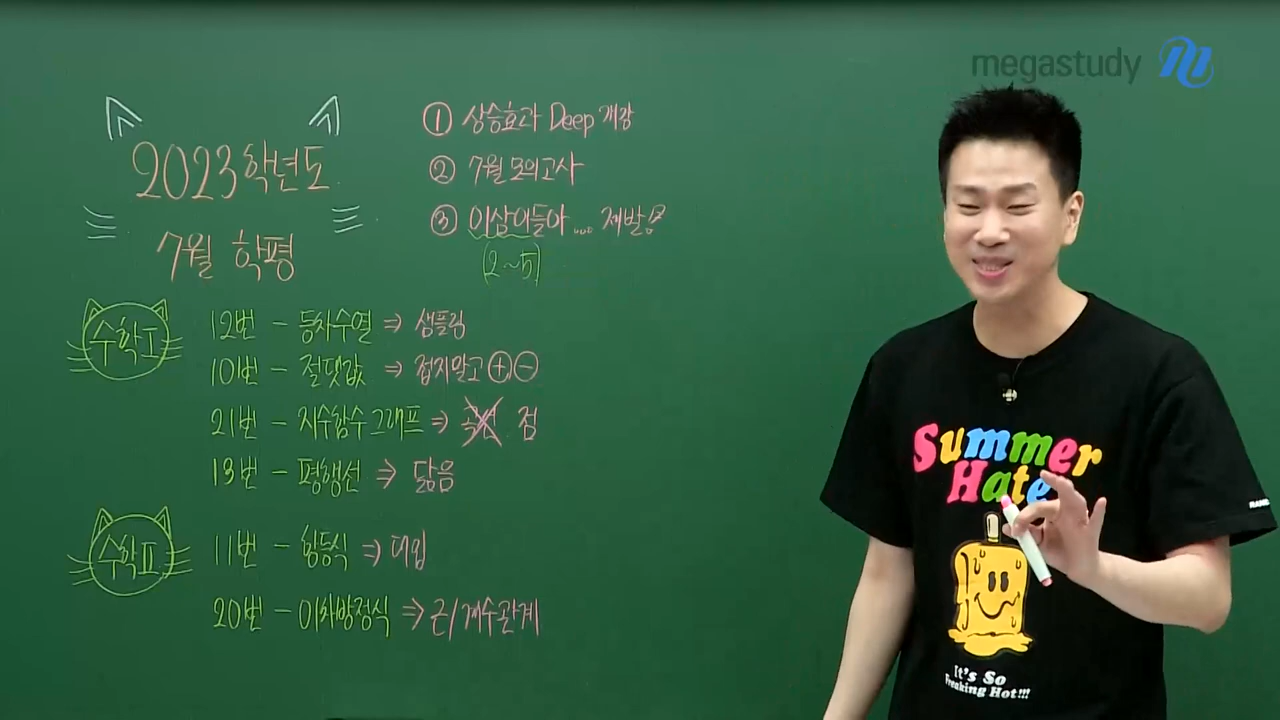 megastudy
2023학년도
7월 학평
① 상승효과 Deep 개강
② 7월 모의고사
③ 이삼이들아 ... 제발
(2~5)
수학I
12번 - 등차수열 ⇒ 샘플링
10번 - 절댓값 ⇒ 접지말고 ⊕⊖
21번 - 지수함수 그래프 ⇒ 곡선 점
13번 - 평행선 ⇒ 닮음
수학II
11번 - 항등식 ⇒ 대입
20번 - 이차방정식 ⇒ 근/계수관계
Summer
Hate
It's So
Freaking Hot!!!